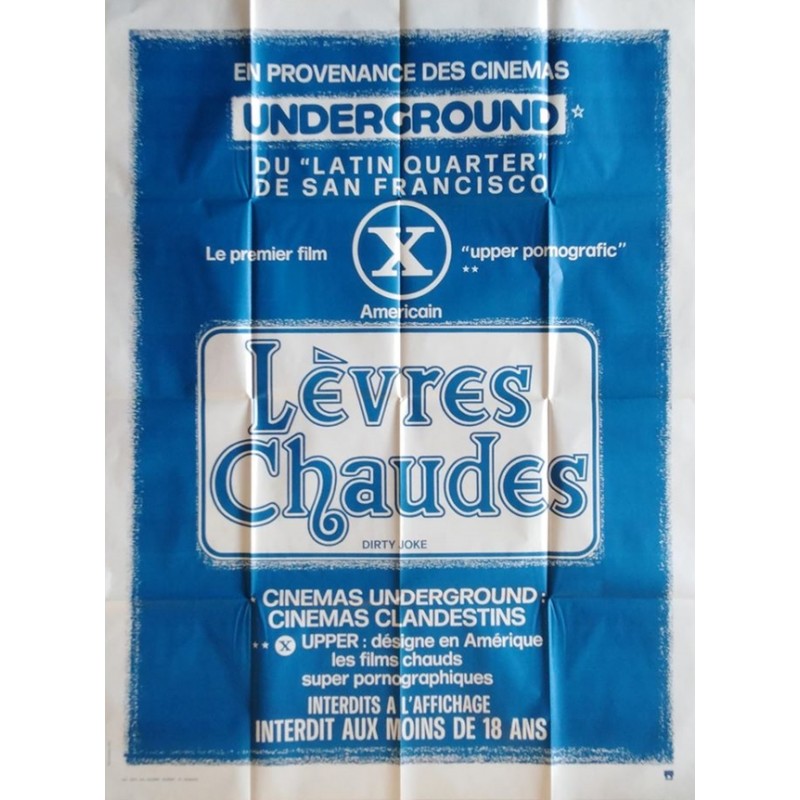 EN PROVENANCE DES CINEMAS
UNDERGROUND ☆
DU "LATIN QUARTER"
DE SAN FRANCISCO
Le premier film X "upper pornografic"
**
Americain
LÈVRES
Chaudes
DIRTY JOKE
* CINEMAS UNDERGROUND:
CINEMAS CLANDESTINS
** X UPPER : désigne en Amérique
les films chauds
super pornographiques
INTERDITS A L'AFFICHAGE
INTERDIT AUX MOINS DE 18 ANS